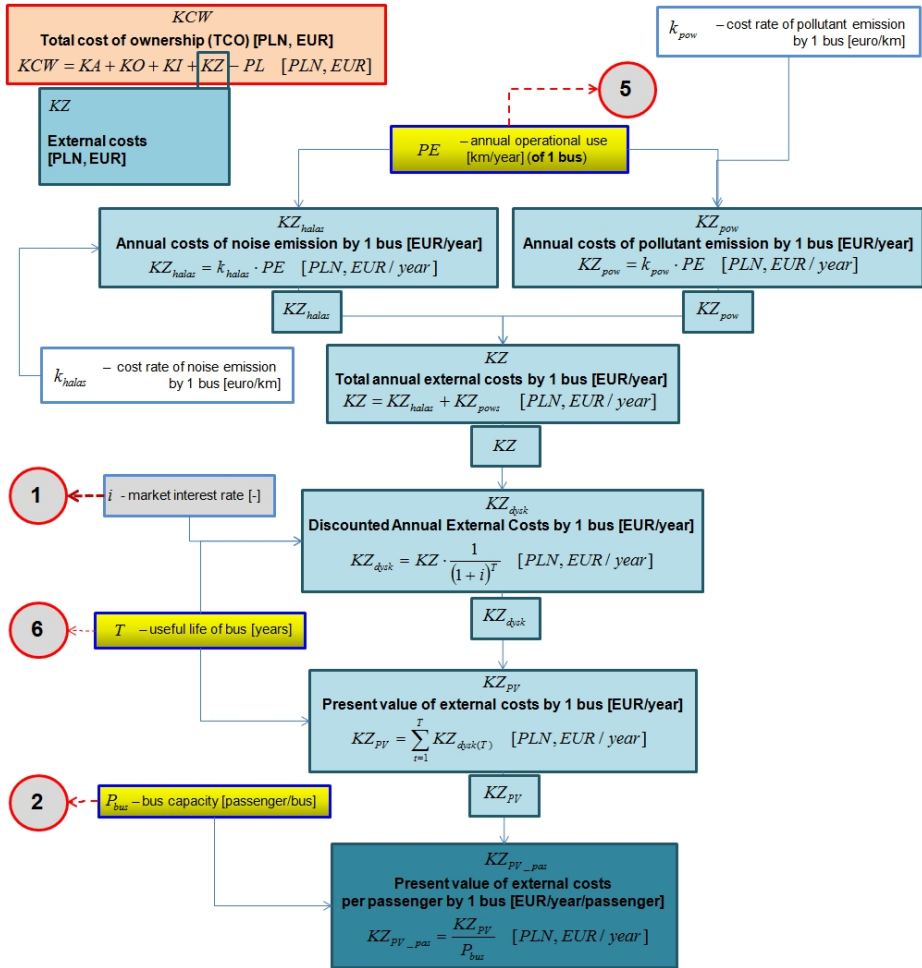 KCW
Total cost of ownership (TCO) [PLN, EUR]
KCW = KA + KO + KI + KZ − PL [PLN, EUR]
KZ
External costs
[PLN, EUR]
k_pow – cost rate of pollutant emission
by 1 bus [euro/km]
5
PE – annual operational use
[km/year] (of 1 bus)
KZ_halas
Annual costs of noise emission by 1 bus [EUR/year]
KZ_halas = k_halas · PE [PLN, EUR / year]
KZ_halas
KZ_pow
Annual costs of pollutant emission by 1 bus [EUR/year]
KZ_pow = k_pow · PE [PLN, EUR / year]
KZ_pow
k_halas – cost rate of noise emission
by 1 bus [euro/km]
KZ
Total annual external costs by 1 bus [EUR/year]
KZ = KZ_halas + KZ_pows [PLN, EUR / year]
KZ
1
i - market interest rate [-]
KZ_dysk
Discounted Annual External Costs by 1 bus [EUR/year]
KZ_dysk = KZ · 1/(1 + i)^T [PLN, EUR / year]
KZ_dysk
6
T – useful life of bus [years]
KZ_PV
Present value of external costs by 1 bus [EUR/year]
KZ_PV = ∑_{t=1}^{T} KZ_dysk(T) [PLN, EUR / year]
KZ_PV
2
P_bus – bus capacity [passenger/bus]
KZ_PV_pas
Present value of external costs
per passenger by 1 bus [EUR/year/passenger]
KZ_PV_pas = KZ_PV/P_bus [PLN, EUR / year]